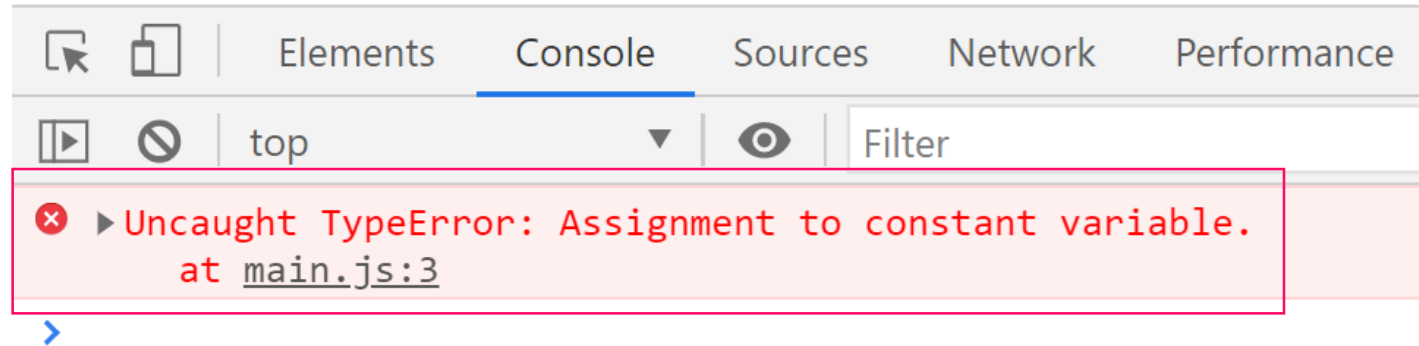 Elements Console Sources Network Performance
top Filter
Uncaught TypeError: Assignment to constant variable.
at main.js:3